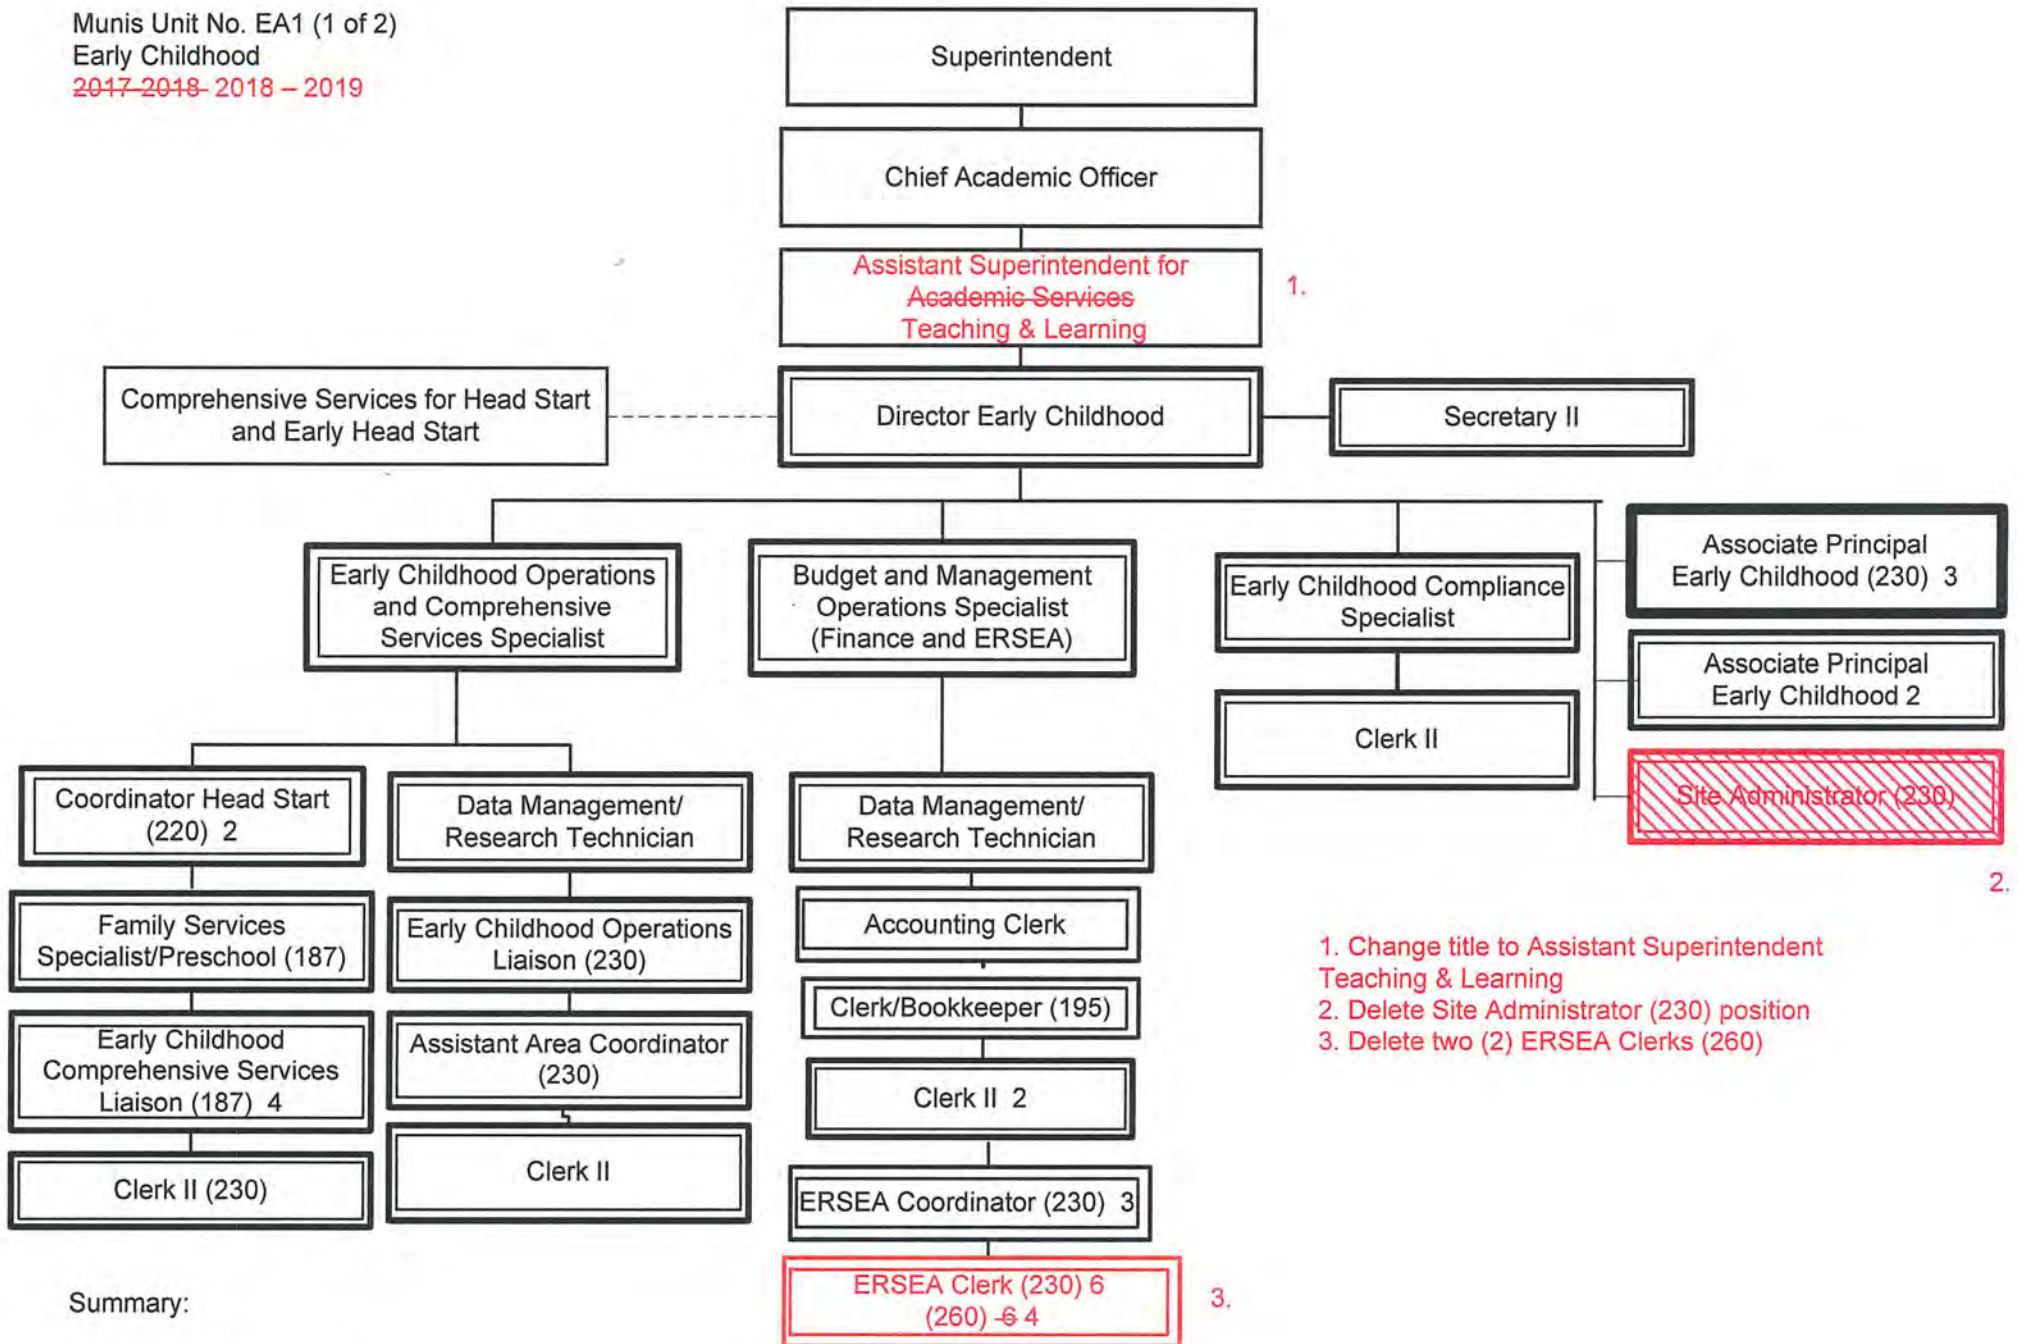 Munis Unit No. EA1 (1 of 2)
Early Childhood
2017-2018 2018 – 2019
Superintendent
Chief Academic Officer
Assistant Superintendent for
Academic Services
Teaching & Learning
1.
Comprehensive Services for Head Start
and Early Head Start
Director Early Childhood
Secretary II
Early Childhood Operations
and Comprehensive
Services Specialist
Budget and Management
Operations Specialist
(Finance and ERSEA)
Early Childhood Compliance
Specialist
Clerk II
Associate Principal
Early Childhood (230) 3
Associate Principal
Early Childhood 2
Site Administrator (230)
2.
Coordinator Head Start
(220) 2
Family Services
Specialist/Preschool (187)
Early Childhood
Comprehensive Services
Liaison (187) 4
Clerk II (230)
Data Management/
Research Technician
Early Childhood Operations
Liaison (230)
Assistant Area Coordinator
(230)
Clerk II
Data Management/
Research Technician
Accounting Clerk
Clerk/Bookkeeper (195)
Clerk II 2
ERSEA Coordinator (230) 3
ERSEA Clerk (230) 6
(260) 6 4
3.
1. Change title to Assistant Superintendent
Teaching & Learning
2. Delete Site Administrator (230) position
3. Delete two (2) ERSEA Clerks (260)
Summary: